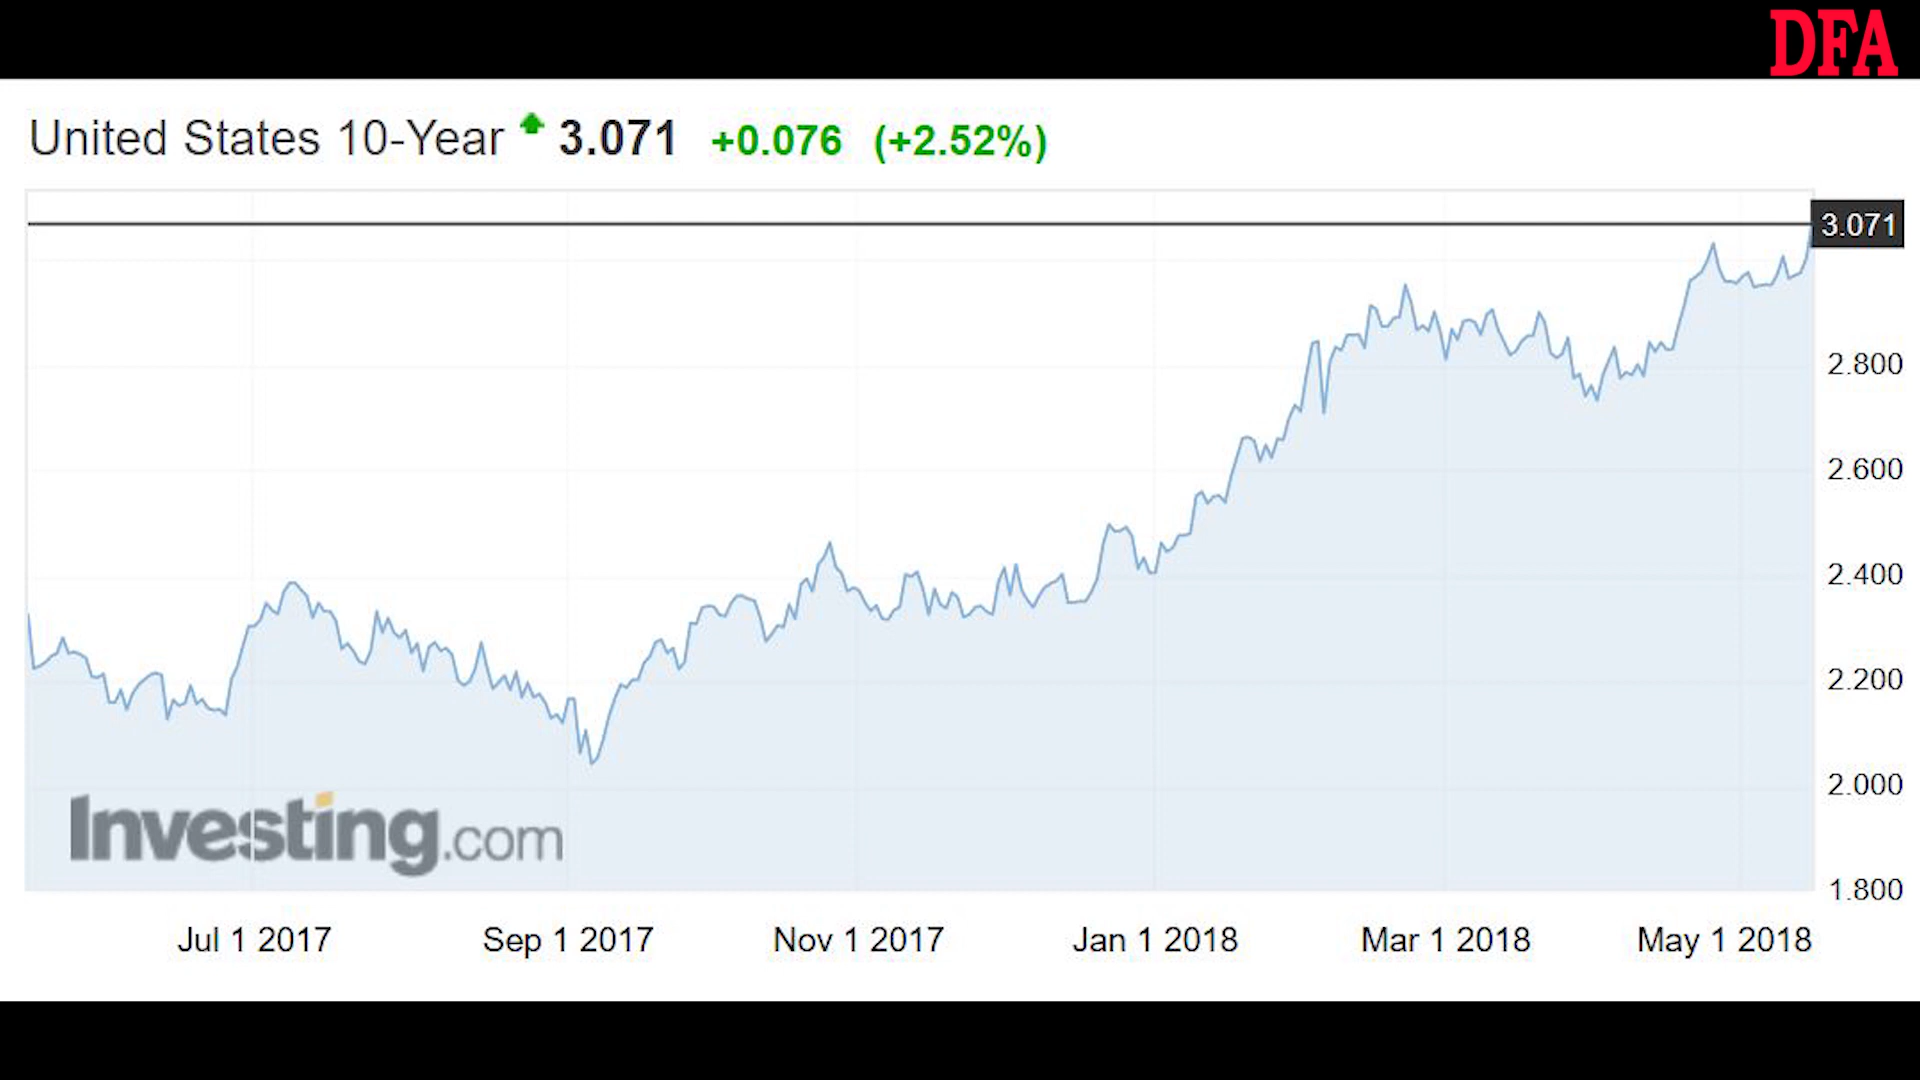 DFA
United States 10-Year 3.071 +0.076 (+2.52%)
3.071
2.800
2.600
2.400
2.200
2.000
1.800
Investing.com
Jul 1 2017 Sep 1 2017 Nov 1 2017 Jan 1 2018 Mar 1 2018 May 1 2018